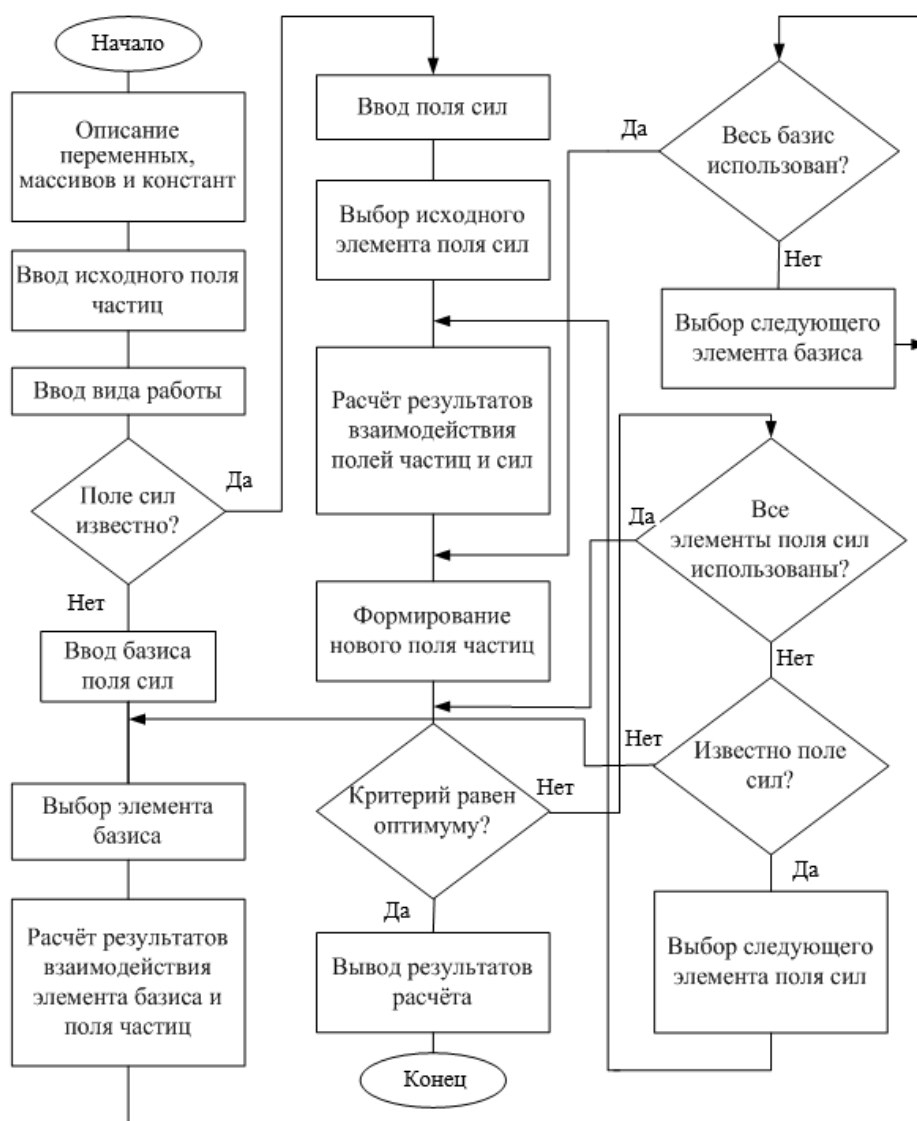 Начало
Описание
переменных,
массивов и констант
Ввод исходного поля
частиц
Ввод вида работы
Поле сил
известно?
Да
Нет
Ввод базиса
поля сил
Выбор элемента
базиса
Расчёт результатов
взаимодействия
элемента базиса и
поля частиц
Ввод поля сил
Выбор исходного
элемента поля сил
Расчёт результатов
взаимодействия
полей частиц и сил
Формирование
нового поля частиц
Критерий равен
оптимуму?
Нет
Да
Вывод результатов
расчёта
Конец
Весь базис
использован?
Да
Нет
Выбор следующего
элемента базиса
Все
элементы поля сил
использованы?
Да
Нет
Известно поле
сил?
Нет
Да
Выбор следующего
элемента поля сил